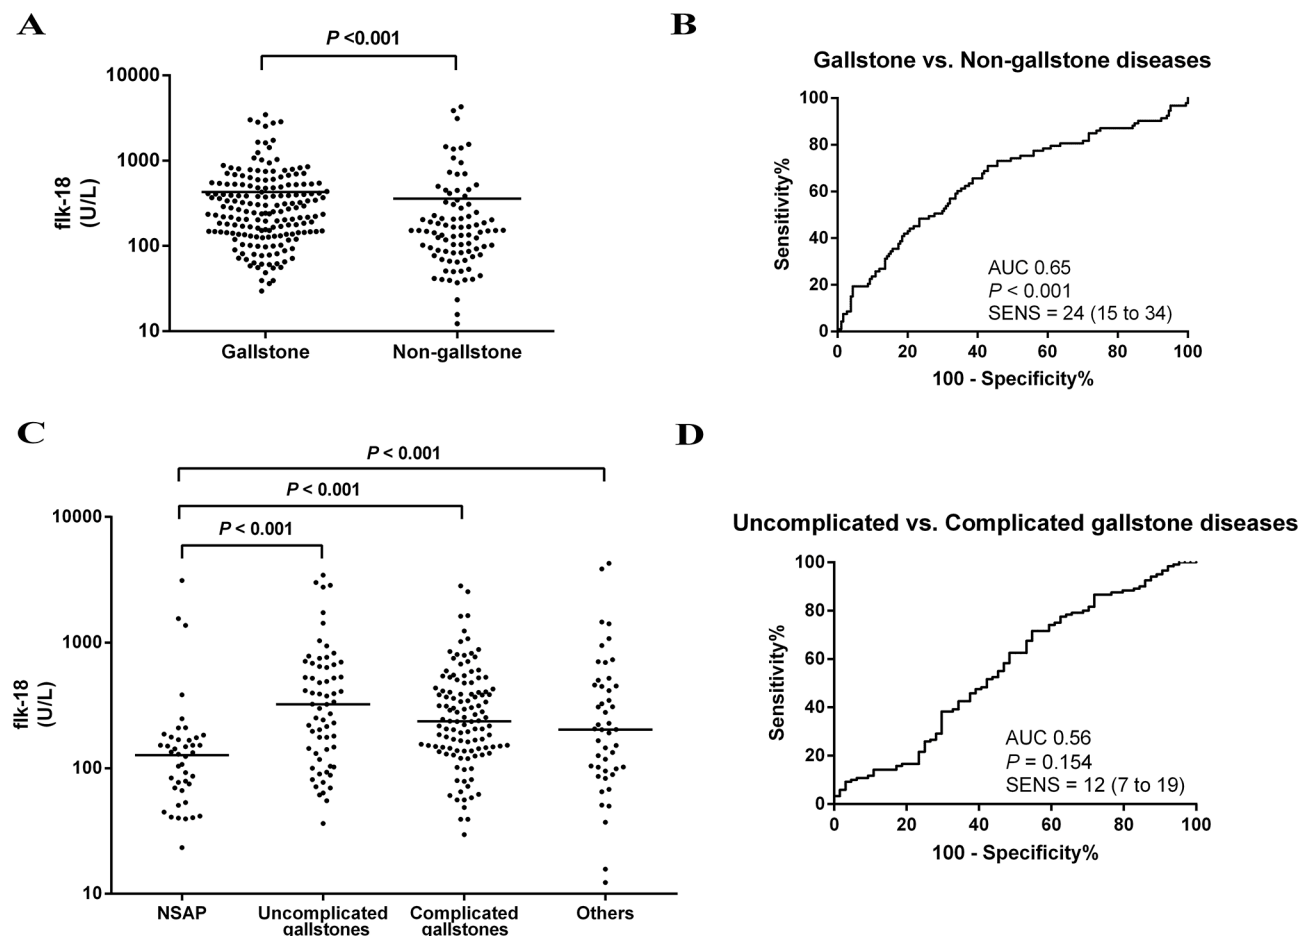 A
P <0.001
10000
1000
100
10
flk-18
(U/L)
Gallstone
Non-gallstone
B
Gallstone vs. Non-gallstone diseases
100
80
60
40
20
0
Sensitivity%
AUC 0.65
P < 0.001
SENS = 24 (15 to 34)
0 20 40 60 80 100
100 - Specificity%
C
P < 0.001
P < 0.001
P < 0.001
10000
1000
100
10
flk-18
(U/L)
NSAP
Uncomplicated
gallstones
Complicated
gallstones
Others
D
Uncomplicated vs. Complicated gallstone diseases
100
80
60
40
20
0
Sensitivity%
AUC 0.56
P = 0.154
SENS = 12 (7 to 19)
0 20 40 60 80 100
100 - Specificity%